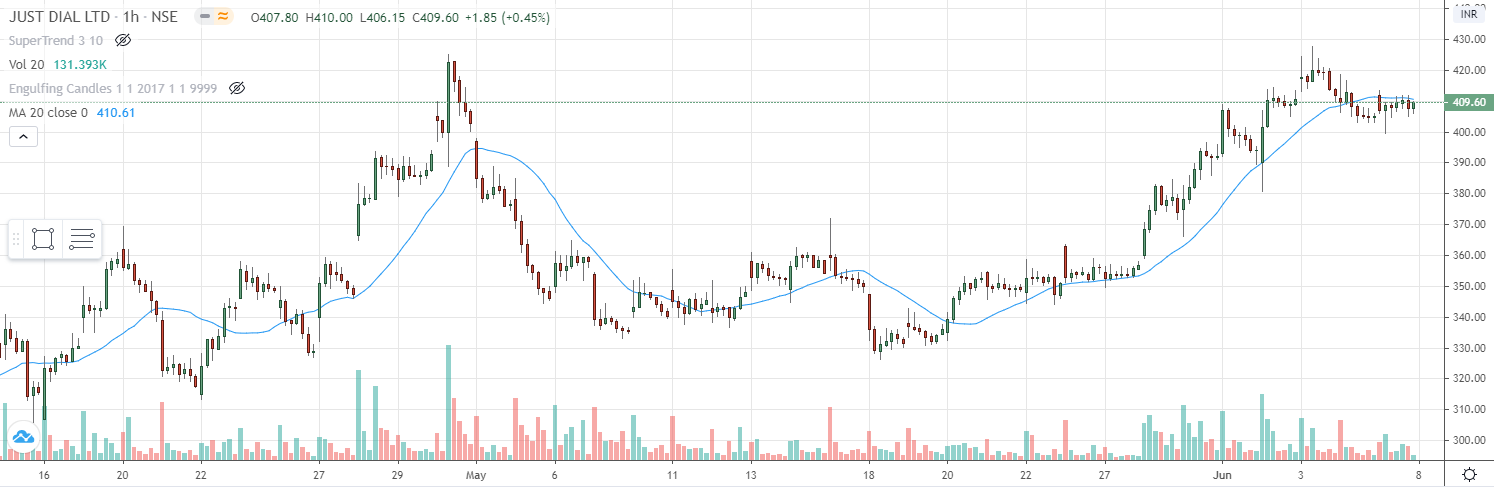 JUST DIAL LTD · 1h · NSE O407.80 H410.00 L406.15 C409.60 +1.85 (+0.45%)
INR
SuperTrend 3 10
Vol 20 131.393K
Engulfing Candles 1 1 2017 1 1 9999
MA 20 close 0 410.61
430.00
420.00
409.60
400.00
390.00
380.00
370.00
360.00
350.00
340.00
330.00
320.00
310.00
300.00
16 20 22 27 29 May 6 11 13 18 20 22 27 Jun 3 8